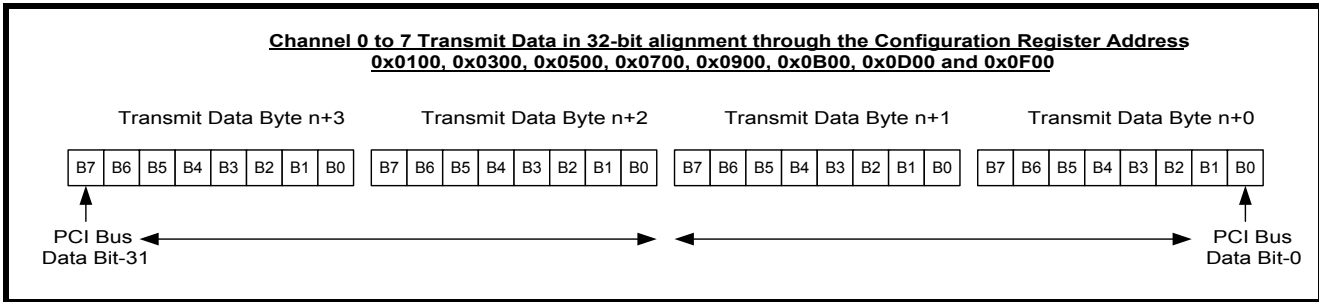 Channel 0 to 7 Transmit Data in 32-bit alignment through the Configuration Register Address
0x0100, 0x0300, 0x0500, 0x0700, 0x0900, 0x0B00, 0x0D00 and 0x0F00
Transmit Data Byte n+3 Transmit Data Byte n+2 Transmit Data Byte n+1 Transmit Data Byte n+0
B7 B6 B5 B4 B3 B2 B1 B0 B7 B6 B5 B4 B3 B2 B1 B0 B7 B6 B5 B4 B3 B2 B1 B0 B7 B6 B5 B4 B3 B2 B1 B0
PCI Bus
Data Bit-31
PCI Bus
Data Bit-0